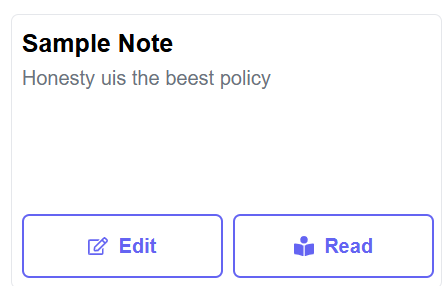 Sample Note
Honesty uis the beest policy
Edit
Read